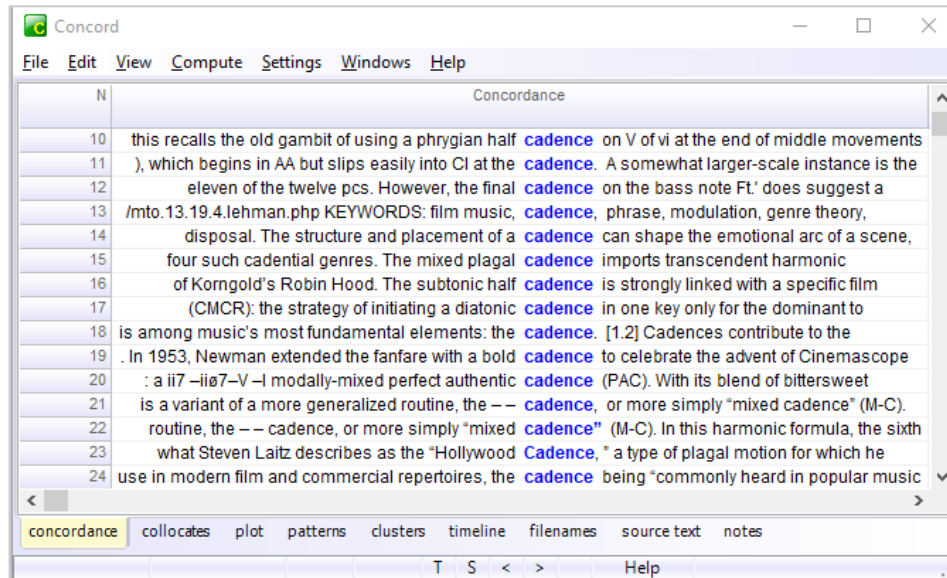 Concord
File Edit View Compute Settings Windows Help
N Concordance
10 this recalls the old gambit of using a phrygian half cadence on V of vi at the end of middle movements
11 ), which begins in AA but slips easily into CI at the cadence. A somewhat larger-scale instance is the
12 eleven of the twelve pcs. However, the final cadence on the bass note Ft.' does suggest a
13 /mto.13.19.4.lehman.php KEYWORDS: film music, cadence, phrase, modulation, genre theory,
14 disposal. The structure and placement of a cadence can shape the emotional arc of a scene,
15 four such cadential genres. The mixed plagal cadence imports transcendent harmonic
16 of Korngold's Robin Hood. The subtonic half cadence is strongly linked with a specific film
17 (CMCR): the strategy of initiating a diatonic cadence in one key only for the dominant to
18 is among music's most fundamental elements: the cadence. [1.2] Cadences contribute to the
19 . In 1953, Newman extended the fanfare with a bold cadence to celebrate the advent of Cinemascope
20 : a ii7 –iiø7–V –I modally-mixed perfect authentic cadence (PAC). With its blend of bittersweet
21 is a variant of a more generalized routine, the – – cadence, or more simply “mixed cadence” (M-C).
22 routine, the – – cadence, or more simply “mixed cadence” (M-C). In this harmonic formula, the sixth
23 what Steven Laitz describes as the “Hollywood Cadence, ” a type of plagal motion for which he
24 use in modern film and commercial repertoires, the cadence being “commonly heard in popular music
concordance collocates plot patterns clusters timeline filenames source text notes
T S < > Help